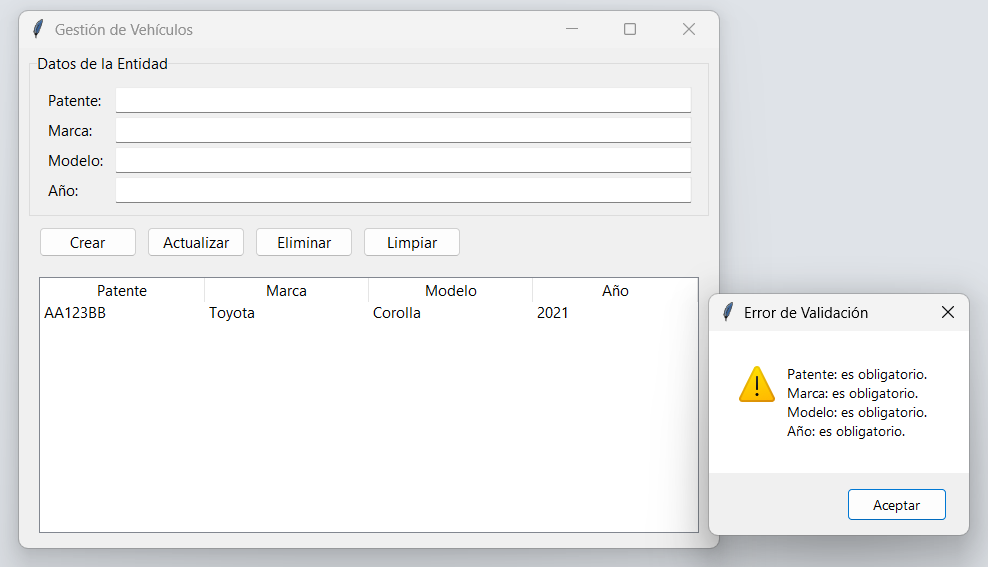 Gestión de Vehículos
Datos de la Entidad
Patente:
Marca:
Modelo:
Año:
Crear Actualizar Eliminar Limpiar
Patente Marca Modelo Año
AA123BB Toyota Corolla 2021
Error de Validación
Patente: es obligatorio.
Marca: es obligatorio.
Modelo: es obligatorio.
Año: es obligatorio.
Aceptar